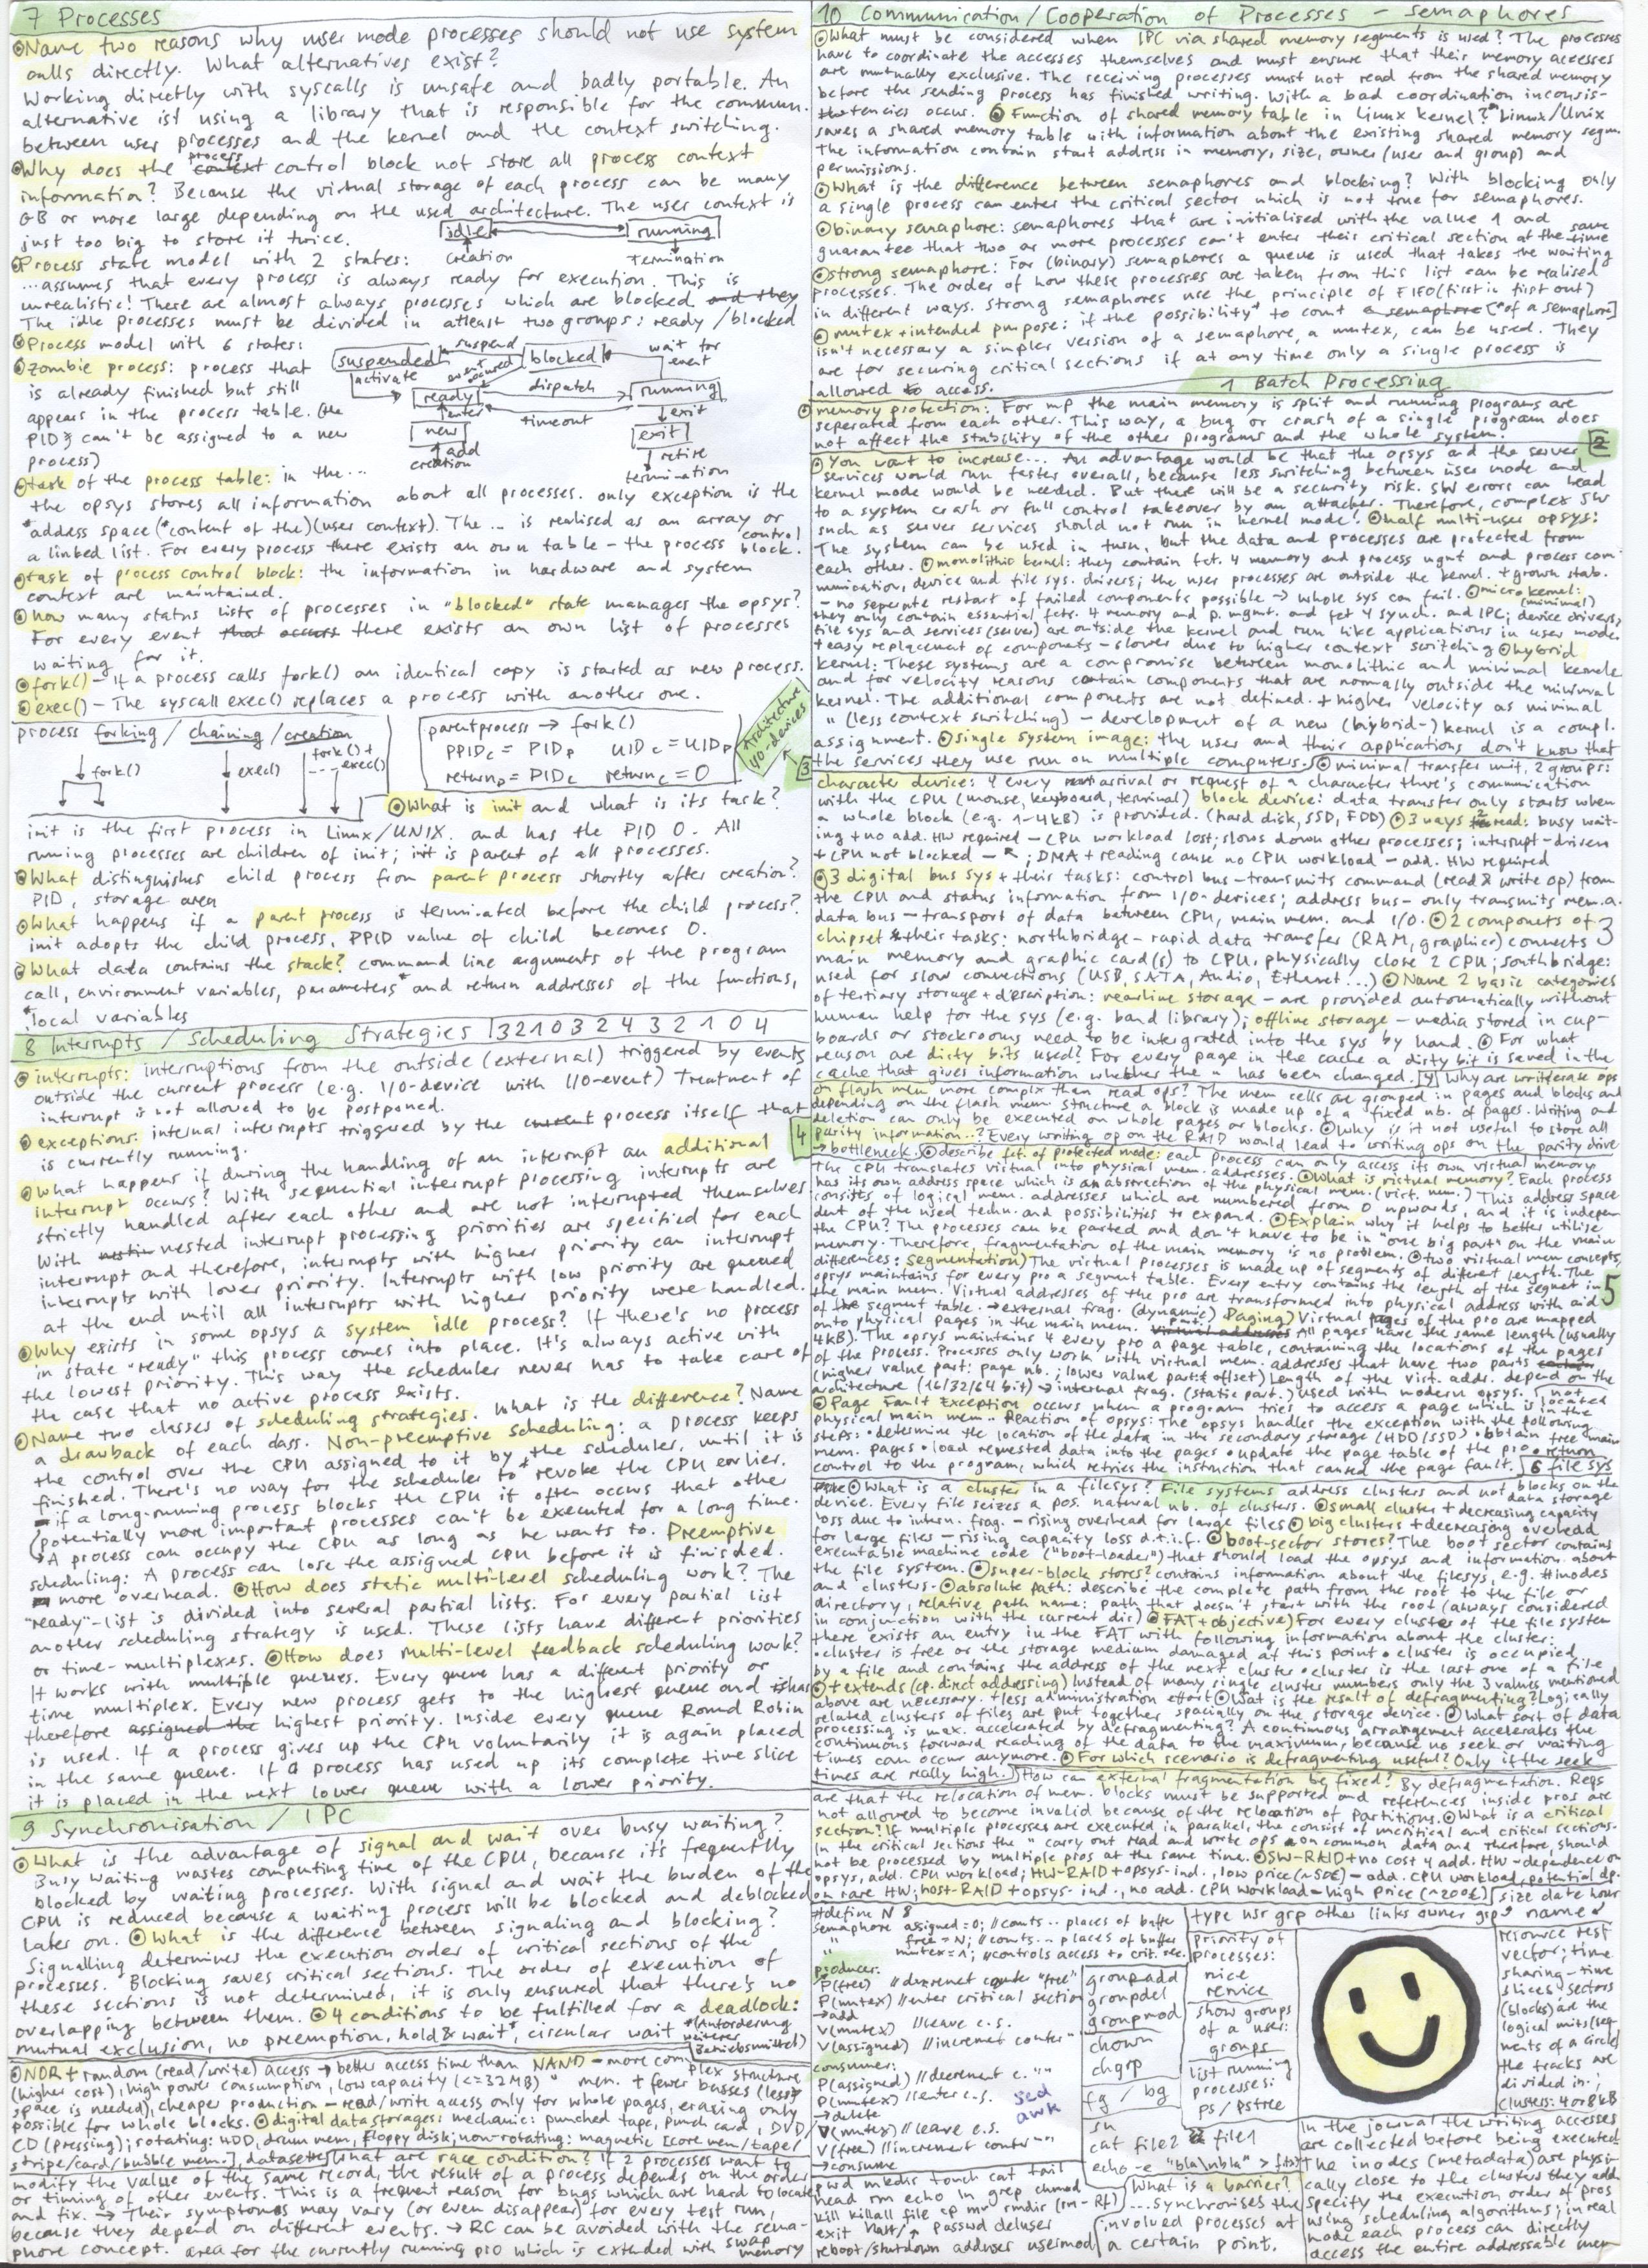 7 Processes
Name two reasons why user mode processes should not use system
calls directly. What alternatives exist?
Working directly with syscalls is unsafe and badly portable. An
alternative ist using a library that is responsible for the commun.
between user processes and the kernel and the context switching.
Why does the process control block not store all process context
information? Because the virtual storage of each process can be many
GB or more large depending on the used architecture. The user context is
just too big to store it twice.
idle running
creation termination
Process state model with 2 states:
...assumes that every process is always ready for execution. This is
unrealistic! There are almost always processes which are blocked and they
The idle processes must be divided in atleast two groups: ready/blocked
Process model with 6 states:
suspended suspend blocked wait for event
activate event occured
ready dispatch running
enter timeout exit
new exit
add retire
creation termination
Zombie process: process that
is already finished but still
appears in the process table. (the
PID can't be assigned to a new
process)
task of the process table: in the...
the opsys stores all information about all processes. only exception is the
*address space (*content of the)(user context). The ... is realised as an array or
a linked list. For every process there exists an own table - the process control block.
task of process control block: the information in hardware and system
context are maintained.
how many status lists of processes in "blocked" state manages the opsys?
For every event that occurs there exists an own list of processes
waiting for it.
fork() - if a process calls fork() an identical copy is started as new process.
exec() - The syscall exec() replaces a process with another one.
process forking / chaining / creation
fork() exec() fork()+ exec()
parentprocess → fork()
PPIDc = PIDp UIDc = UIDp
returnp = PIDc returnc = 0
Architecture I/O-devices
3
What is init and what is its task?
init is the first process in Linux/UNIX. and has the PID 0. All
running processes are children of init; init is parent of all processes.
What distinguishes child process from parent process shortly after creation?
PID, storage area
What happens if a parent process is terminated before the child process?
init adopts the child process. PPID value of child becomes 0.
What data contains the stack? command line arguments of the program
call, environment variables, parameters* and return addresses of the functions,
*local variables
8 Interrupts / Scheduling Strategies 3 2 1 0 3 2 4 3 2 1 0 4
interrupts: interruptions from the outside (external) triggered by events
outside the current process (e.g. I/O-device with I/O-event) Treatment of
interrupt is not allowed to be postponed.
exceptions: internal interrupts triggered by the current process itself that
is currently running.
What happens if during the handling of an interrupt an additional
interrupt occurs? With sequential interrupt processing interrupts are
strictly handled after each other and are not interrupted themselves
With nested interrupt processing priorities are specified for each
interrupt and therefore, interrupts with higher priority can interrupt
interrupts with lower priority. Interrupts with low priority are queued
at the end until all interrupts with higher priority were handled.
Why exists in some opsys a system idle process? If there's no process
in state "ready" this process comes into place. It's always active with
the lowest priority. This way the scheduler never has to take care of
the case that no active process exists.
Name two classes of scheduling strategies. What is the difference? Name
a drawback of each class. Non-preemptive scheduling: a process keeps
the control over the CPU assigned to it by the scheduler, until it is
finished. There's no way for the scheduler to revoke the CPU earlier.
- if a long-running process blocks the CPU it often occurs that other
(potentially more important processes can't be executed for a long time.
A process can occupy the CPU as long as he wants to. Preemptive
scheduling: A process can lose the assigned CPU before it is finished.
- more overhead. How does static multi-level scheduling work? The
"ready"-list is divided into several partial lists. For every partial list
another scheduling strategy is used. These lists have different priorities
or time-multiplexes. How does Multi-level feedback scheduling work?
It works with multiple queues. Every queue has a different priority or
time multiplex. Every new process gets to the highest queue and has
therefore assigned the highest priority. Inside every queue Round Robin
is used. If a process gives up the CPU voluntarily it is again placed
in the same queue. If a process has used up its complete time slice
it is placed in the next lower queue with a lower priority.
9 Synchronisation / IPC
What is the advantage of signal and wait over busy waiting?
Busy waiting wastes computing time of the CPU, because it's frequently
blocked by waiting processes. With signal and wait the burden of the
CPU is reduced because a waiting process will be blocked and deblocked
later on. What is the difference between signaling and blocking?
Signalling determines the execution order of critical sections of the
processes. Blocking saves critical sections. The order of execution of
these sections is not determined, it is only ensured that there's no
overlapping between them. 4 conditions to be fulfilled for a deadlock:
mutual exclusion, no preemption, hold & wait*, circular wait *(Anforderung weiterer Betriebsmittel)
NOR + random (read/write) access → better access time than NAND - more complex structure
(higher cost), high power consumption, low capacity (<=32MB) " mem. + fewer busses (less
space is needed), cheaper production - read/write access only for whole pages, erasing only
possible for whole blocks. digital data storages: mechanic: punched tape, punch card, DVD/
CD (pressing); rotating: HDD, drum mem, floppy disk; non-rotating: magnetic [core mem/tape/
stripe/card/bubble mem.], datasette What are race condition? If 2 processes want to
modify the value of the same record, the result of a process depends on the order
or timing of other events. This is a frequent reason for bugs which are hard to locate
and fix. → Their symptomes may vary (or even disappear) for every test run,
because they depend on different events. → RC can be avoided with the sema-
phore concept. area for the currently running pro which is extended with swap memory
10 Communication/Cooperation of Processes - semaphores
What must be considered when IPC via shared memory segments is used? The processes
have to coordinate the accesses themselves and must ensure that their memory accesses
are mutually exclusive. The receiving processes must not read from the shared memory
before the sending process has finished writing. With a bad coordination inconsis-
tencies occurs. Function of shared memory table in Linux kernel? Linux/Unix
saves a shared memory table with information about the existing shared memory segm.
The information contain start address in memory, size, owner (user and group) and
permissions.
What is the difference between semaphores and blocking? With blocking only
a single process can enter the critical sector which is not true for semaphores.
binary semaphore: semaphores that are initialised with the value 1 and
guarantee that two or more processes can't enter their critical section at the same time
strong semaphore: For (binary) semaphores a queue is used that takes the waiting
processes. The order of how these processes are taken from this list can be realised
in different ways. strong semaphores use the principle of FIFO (first in first out)
mutex + intended purpose: if the possibility* to count a semaphore [*of a semaphore]
isn't necessary a simpler version of a semaphore, a mutex, can be used. They
are for securing critical sections if at any time only a single process is
allowed to access.
1 Batch Processing
memory protection: For mp the main memory is split and running programs are
seperated from each other. This way, a bug or crash of a single program does
not affect the stability of the other programs and the whole system.
2
You want to increase... An advantage would be that the opsys and the server
services would run faster overall, because less switching between user mode and
kernel mode would be needed. But there will be a security risk. SW errors can lead
to a system crash or full control takeover by an attacker. Therefore, complex SW
such as server services should not run in kernel mode! half multi-user opsys:
The system can be used in turn, but the data and processes are protected from
each other. monolithic kernel: they contain fct. 4 memory and process mgmt and process com-
munication, device and file sys. drivers; the user processes are outside the kernel. + grown stab.
- no seperate restart of failed components possible → whole sys can fail. micro kernel: (minimal)
they only contain essential fcts. 4 memory and p. mgmt. and fct 4 synch. and IPC; device drivers,
file sys and services (server) are outside the kernel and run like applications in user mode.
+ easy replacement of componets - slower due to higher context switching hybrid
kernel: These systems are a compromise between monolithic and minimal kernels
and for velocity reasons contain components that are normally outside the minimal
kernel. The additional components are not defined. + higher velocity as minimal
" (less context switching) - development of a new (hybrid-) kernel is a compl.
assignment. single system image: the user and their applications don't know that
the services they use run on multiple computers. minimal transfer unit, 2 groups:
character device: 4 every arrival or request of a character there's communication
with the CPU (mouse, keyboard, terminal) block device: data transfer only starts when
a whole block (e.g. 1-4kB) is provided. (hard disk, SSD, FDD) 3 ways 2 read: busy wait-
ing + no add. HW required - CPU workload lost; slows down other processes; interrupt-driven
+ CPU not blocked - "; DMA + reading cause no CPU workload - add. HW required
3 digital bus sys + their tasks: control bus - transmits command (read & write op) from
the CPU and status information from I/O-devices; address bus - only transmits mem.a.
data bus - transport of data between CPU, main mem. and I/O. 2 componets of
chipset & their tasks: northbridge - rapid data transfer (RAM, graphics) connects
3
main memory and graphic card(s) to CPU, physically close 2 CPU; southbridge:
used for slow connections (USB, SATA, Audio, Ethernet...) Name 2 basic categories
of tertiary storage + description: nearline storage - are provided automatically without
human help for the sys (e.g. band library); offline storage - media stored in cup-
boards or stockrooms need to be intergrated into the sys by hand. For what
reason are dirty bits used? For every page in the cache a dirty bit is saved in the
cache that gives information whether the " has been changed. 4 Why are write/erase ops
on flash mem more complx than read ops? The mem cells are grouped in pages and blocks and
depending on the flash mem. structure a block is made up of a fixed nb. of pages. Writing and
deletion can only be executed on whole pages or blocks. Why is it not useful to store all
4
parity information..? Every writing op on the RAID would lead to writing ops on the parity drive
→ bottleneck. describe fct. of protected mode: each process can only access its own virtual memory
The CPU translates virtual into physical mem. addresses. What is virtual memory? Each process
has its own address space which is an abstraction of the physical mem. (virt. mem.) This address space
consists of logical mem. addresses which are numbered from 0 upwards, and it is indepen
dent of the used techn. and possibilities to expand. Explain why it helps to better utilise
the CPU? The processes can be parted and don't have to be in "one big part" on the main
memory. Therefore, fragmentation of the main memory is no problem. two virtual mem concepts,
differences: Segmentation) The virtual processes is made up of segments of different length. The
opsys maintains for every pro a segment table. Every entry contains the length of the segmet in
the main mem. Virtual addresses of the pro are transformed into physical address with aid
5
of the segmet table. → external frag. (dynamic part.) Paging) Virtual pages of the pro are mapped
onto physical pages in the main mem. Virtual addresses All pages have the same length (usually
4kB). The opsys maintains 4 every pro a page table, containing the locations of the pages
of the process. Processes only work with virtual mem. addresses that have two parts
(higher value part: page nb.; lower value part: offset) Length of the virt. addr. depend on the
architecture (16/32/64 bit) → internal frag. (static part.) used with modern opsys.
Page Fault Exception occurs when a program tries to access a page which is not located in the
physical main mem.. Reaction of opsys: The opsys handles the exception with the following
steps: • determine the location of the data in the secondary storage (HDD/SSD) • obtain free main
mem. pages • load requested data into the pages • update the page table of the pro • return
control to the program, which retries the instruction that caused the page fault. 6 file sys
What is a cluster in a filesys? File systems address clusters and not blocks on the
device. Every file seizes a pos. natural nb. of clusters. small cluster + decreasing capacity data storage
loss due to intern. frag. - rising overhead for large files big clusters + decreasing overhead
for large files - rising capacity loss d.t.i.f. boot-sector stores? The boot sector contains
executable machine code ("boot-loader") that should load the opsys and information about
the file system. super-block stores? contains information about the filesys, e.g. #inodes
and clusters. absolute path: describe the complete path from the root to the file or
directory, relative path name: path that doesn't start with the root (always considered
in conjunction with the current dir) FAT + objective) For every cluster of the file system
there exists an entry in the FAT with following information about the cluster:
• cluster is free or the storage medium damaged at this point • cluster is occupied
by a file and contains the address of the next cluster • cluster is the last one of a file
+ extends (cp. direct addressing) Instead of many single cluster numbers only the 3 values mentioned
above are necessary. + less administration effort What is the result of defragmenting? Logically
related clusters of files are put together spacially on the storage device. What sort of data
processing is max. accelerated by defragmenting? A continuous arrangement accelerates the
continuous forward reading of the data to the maximum, because no seek or waiting
times can occur anymore. For which scenario is defragmenting useful? Only if the seek
times are really high. How can external fragmentation be fixed? By defragmentation. Reqs
are that the relocation of mem. blocks must be supported and references inside pros are
not allowed to become invalid because of the relocation of Partitions. What is a critical
section? If multiple processes are executed in parallel, the consist of uncritical and critical sections.
In the critical sections the " carry out read and write ops on common data and therefore, should
not be processed by multiple pros at the same time. SW-RAID + no cost 4 add. HW - dependence on
opsys, add. CPU workload; HW-RAID + opsys-ind., low price (~50€) - add. CPU workload, potential dp.
on rare HW; host-RAID + opsys-ind., no add. CPU workload - high price (~200€)
size date hour
type usr grp other links owner grp name
#define N 8
semaphore assigned=0; //counts.. places of buffer
" free = N; //counts... places of buffer
" mutex=1; //controls access to crit. sec.
producer:
P(free) //decremet counter "free"
P(mutex) //enter critical section
→ add
V(mutex) //leave c.s.
V(assigned) //incremet conter "
consumer:
P(assigned) //decremet c. " "
P(mutex) //enter c.s.
→ delete
V(mutex) //leave c.s.
V(free) //increment conter " "
→ consume
sed
awk
pwd mkdir touch cat tail
head rm echo ln grep chmod
kill killall file cp mv rmdir (rm -Rf)
exit halt/ passwd deluser
reboot/shutdown adduser usermod
groupadd
groupdel
groupmod
chown
chgrp
fg / bg
su
cat file2 file1
echo -e "bla\nbla" > fits
priority of
processes:
nice
renice
show groups
of a user:
groups
list running
processes:
ps / pstree
What is a barrier?
....synchronises the
involved processes at
a certain point.
resource rest
vector; time
sharing - time
slices; sectors
(blocks) are the
logical units (seg-
ments of a circle)
the tracks are
divided in;
clusters: 4 or 8 kB
In the journal the writing accesses
are collected before being executed.
The inodes (metadata) are physi-
cally close to the clusters they add
specify the execution order of pros
using scheduling algorithms; in real
mode each process can directly
access the entire addressable mem